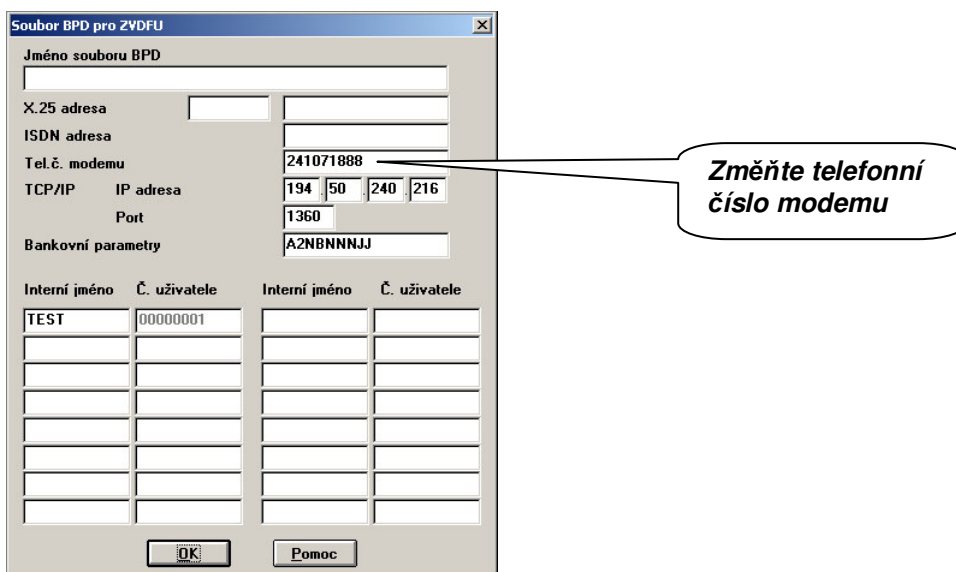 Soubor BPD pro ZVDFU
Jméno souboru BPD
X.25 adresa
ISDN adresa
Tel.č. modemu 241071888
TCP/IP IP adresa 194 . 50 . 240 . 216
Port 1360
Bankovní parametry A2NBNNNJJ
Změňte telefonní
číslo modemu
Interní jméno Č. uživatele Interní jméno Č. uživatele
TEST 00000001
OK Pomoc